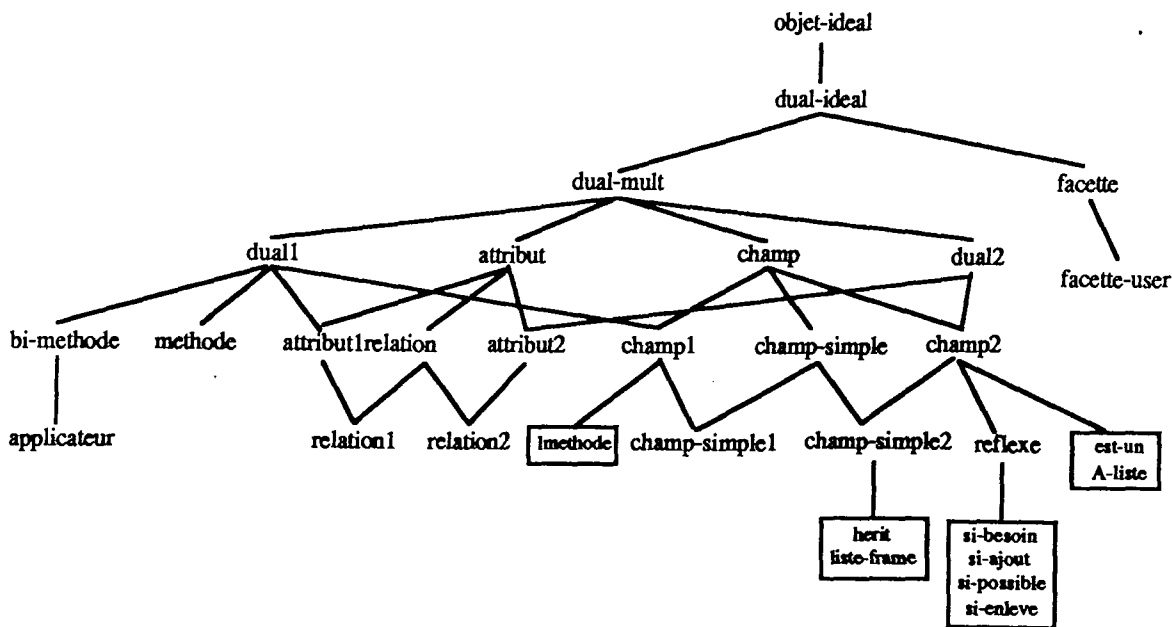 objet-ideal
dual-ideal
dual-mult facette
dual1 attribut champ dual2
facette-user
bi-methode methode attribut1relation attribut2 champ1 champ-simple champ2
applicateur relation1 relation2 lmethode champ-simple1 champ-simple2 reflexe est-un
A-liste
herit si-besoin
liste-frame si-ajout
si-possible
si-enleve